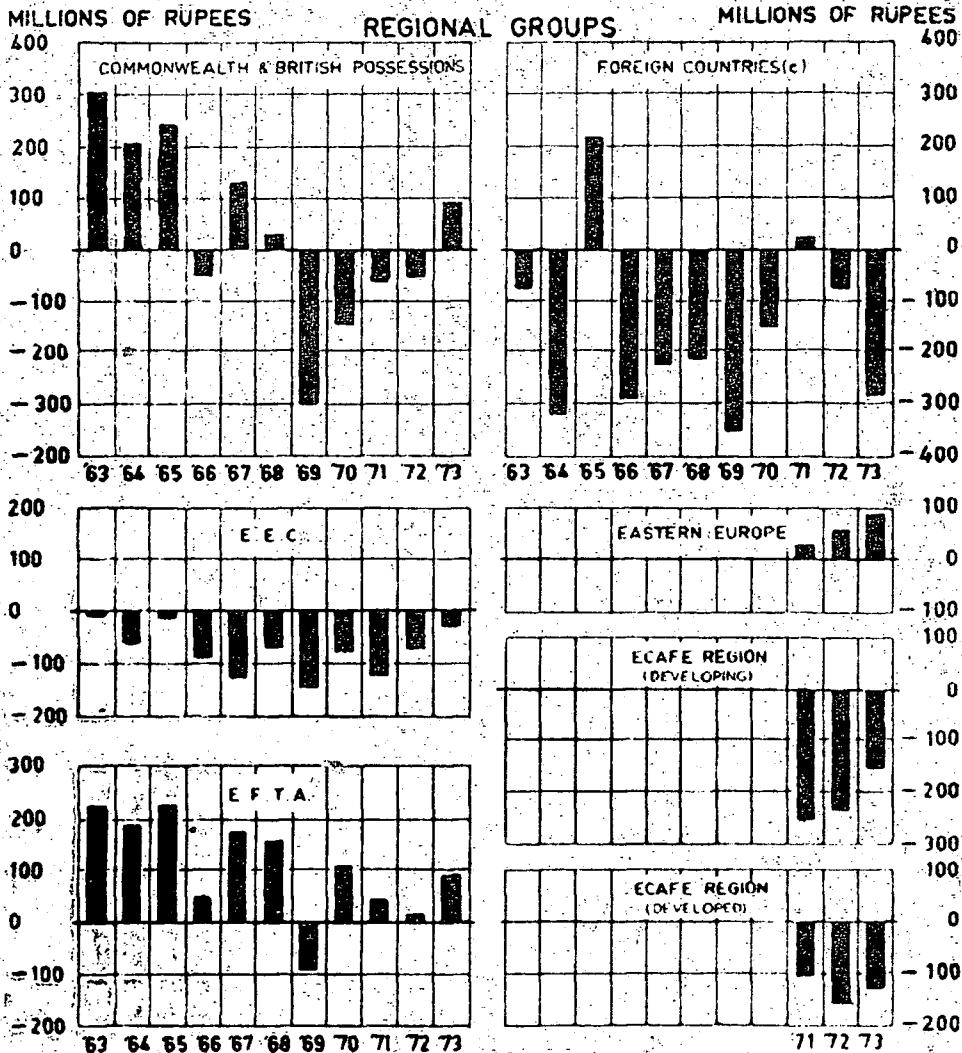 MILLIONS OF RUPEES
REGIONAL GROUPS
MILLIONS OF RUPEES
COMMONWEALTH & BRITISH POSSESSIONS
400
300
200
100
0
-100
-200
-300
-200
'63 '64 '65 '66 '67 '68 '69 '70 '71 '72 '73
FOREIGN COUNTRIES(c)
400
300
200
100
0
-100
-200
-300
-400
'63 '64 '65 '66 '67 '68 '69 '70 '71 '72 '73
E E C
200
100
0
-100
-200
EASTERN EUROPE
100
0
-100
ECAFE REGION
(DEVELOPING)
100
0
-100
-200
-300
E F T A.
300
200
100
0
-100
-200
'63 '64 '65 '66 '67 '68 '69 '70 '71 '72 '73
ECAFE REGION
(DEVELOPED)
100
0
-100
-200
'71 '72 '73